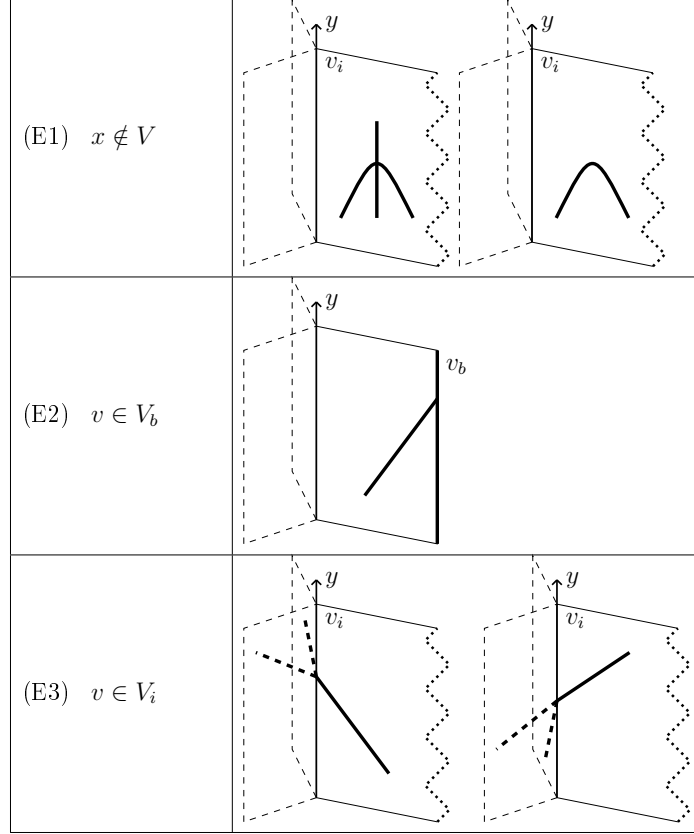 y
y
v_i
v_i
(E1) x ∉ V
y
v_b
(E2) v ∈ V_b
y
y
v_i
v_i
(E3) v ∈ V_i